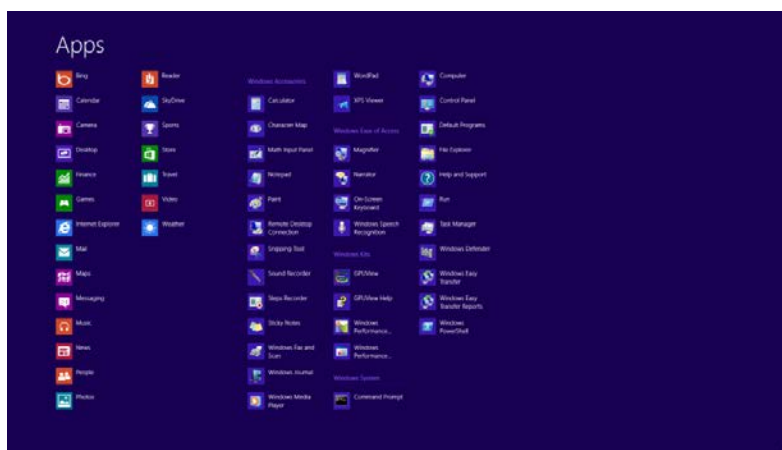 Apps
Bing
Calendar
Camera
Desktop
Finance
Games
Internet Explorer
Mail
Maps
Messaging
Music
News
People
Photos
Reader
SkyDrive
Sports
Store
Travel
Video
Weather
Windows Accessories
Calculator
Character Map
Math Input Panel
Notepad
Paint
Remote Desktop
Connection
Snipping Tool
Sound Recorder
Steps Recorder
Sticky Notes
Windows Fax and
Scan
Windows Journal
Windows Media
Player
WordPad
XPS Viewer
Windows Ease of Access
Magnifier
Narrator
On-Screen
Keyboard
Windows Speech
Recognition
Windows Kits
GPUView
GPUView Help
Windows
Performance...
Windows
Performance...
Windows System
Command Prompt
Computer
Control Panel
Default Programs
File Explorer
Help and Support
Run
Task Manager
Windows Defender
Windows Easy
Transfer
Windows Easy
Transfer Reports
Windows
PowerShell